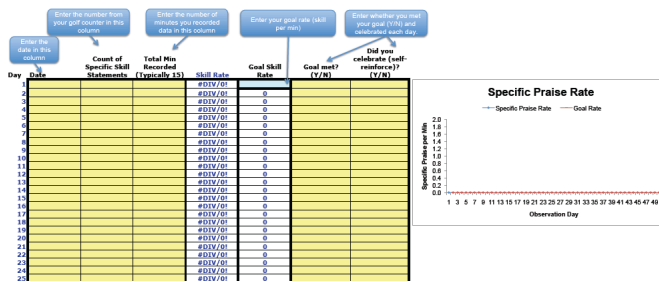 Enter the
date in this
column
Enter the number from
your golf counter in this
column
Enter the number of
minutes you recorded
data in this column
Enter your goal rate (skill
per min)
Enter whether you met
your goal (Y/N) and
celebrated each day.
Day
Date
Count of
Specific Skill
Statements
Total Min
Recorded
(Typically 15)
Skill Rate
Goal Skill
Rate
Goal met?
(Y/N)
Did you
celebrate (self-
reinforce)?
(Y/N)
1 #DIV/0!
2 #DIV/0! 0
3 #DIV/0! 0
4 #DIV/0! 0
5 #DIV/0! 0
6 #DIV/0! 0
7 #DIV/0! 0
8 #DIV/0! 0
9 #DIV/0! 0
10 #DIV/0! 0
11 #DIV/0! 0
12 #DIV/0! 0
13 #DIV/0! 0
14 #DIV/0! 0
15 #DIV/0! 0
16 #DIV/0! 0
17 #DIV/0! 0
18 #DIV/0! 0
19 #DIV/0! 0
20 #DIV/0! 0
21 #DIV/0! 0
22 #DIV/0! 0
23 #DIV/0! 0
24 #DIV/0! 0
25 #DIV/0! 0
Specific Praise Rate
Specific Praise Rate
Goal Rate
Specific Praise per Min
2.0
1.8
1.6
1.4
1.2
1.0
0.8
0.6
0.4
0.2
0.0
1 3 5 7 9 11 13 15 17 19 21 23 25 27 29 31 33 35 37 39 41 43 45 47 49
Observation Day